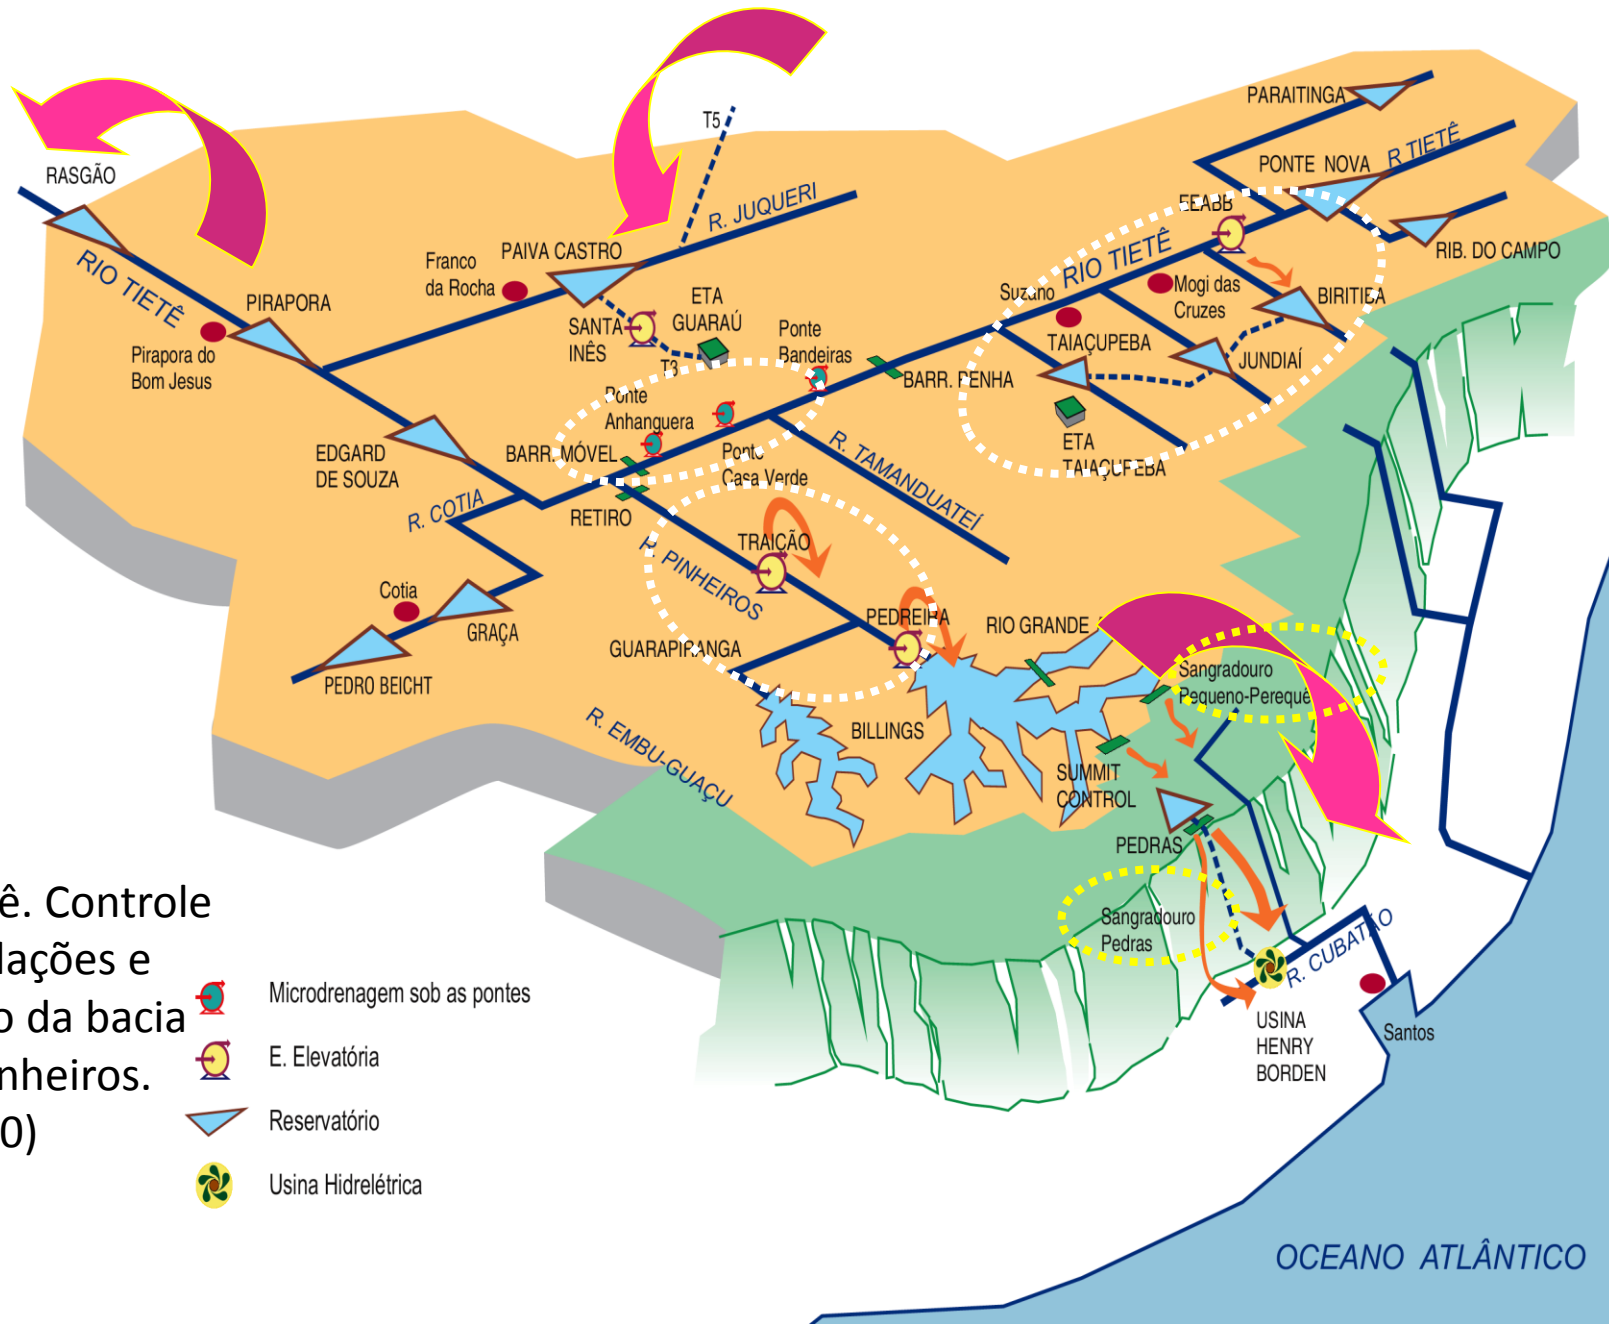 T5
PARAITINGA
R TIETÊ
PONTE NOVA
RASGÃO
R. JUQUERI
EEABB
RIO TIETÊ
PAIVA CASTRO
RIB. DO CAMPO
Franco
da Rocha
RIO TIETÊ
Mogi das
Cruzes
BIRITIBA
PIRAPORA
ETA
GUARAÚ
Suzano
SANTA
INÊS
Ponte
Bandeiras
TAIAÇUPEBA
JUNDIAÍ
Pirapora do
Bom Jesus
T3
BARR. PENHA
Ponte
Anhanguera
EDGARD
DE SOUZA
BARR. MÓVEL
Ponte
Casa Verde
R. TAMANDUATEÍ
ETA
TAIAÇUPEBA
R. COTIA
RETIRO
TRAIÇÃO
R. PINHEIROS
Cotia
GRAÇA
PEDREIRA
RIO GRANDE
GUARAPIRANGA
PEDRO BEICHT
Sangradouro
Pequeno-Perequê
R. EMBU-GUAÇU
BILLINGS
SUMMIT
CONTROL
PEDRAS
Sangradouro
Pedras
R. CUBATÃO
USINA
HENRY
BORDEN
Santos
ê. Controle
lações e
o da bacia
nheiros.
0)
Microdrenagem sob as pontes
E. Elevatória
Reservatório
Usina Hidrelétrica
OCEANO ATLÂNTICO